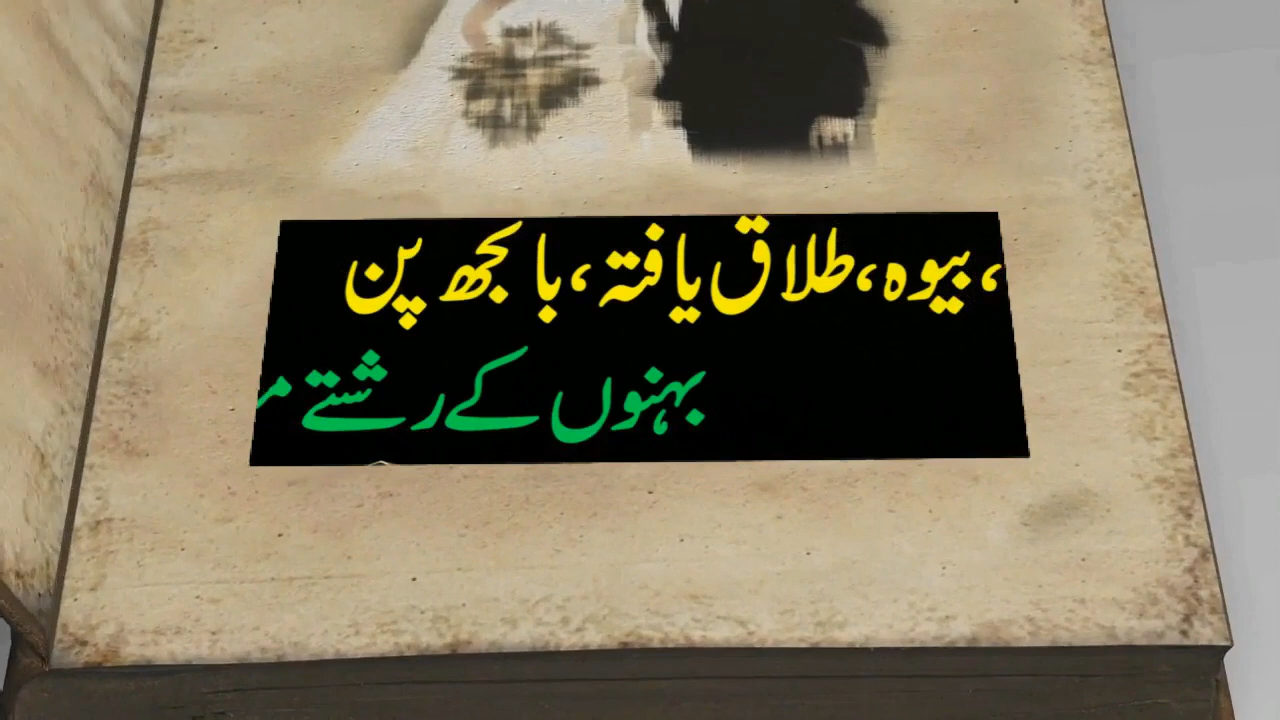 ، بیوہ، طلاق یافتہ، بانجھ پن
بہنوں کے رشتے